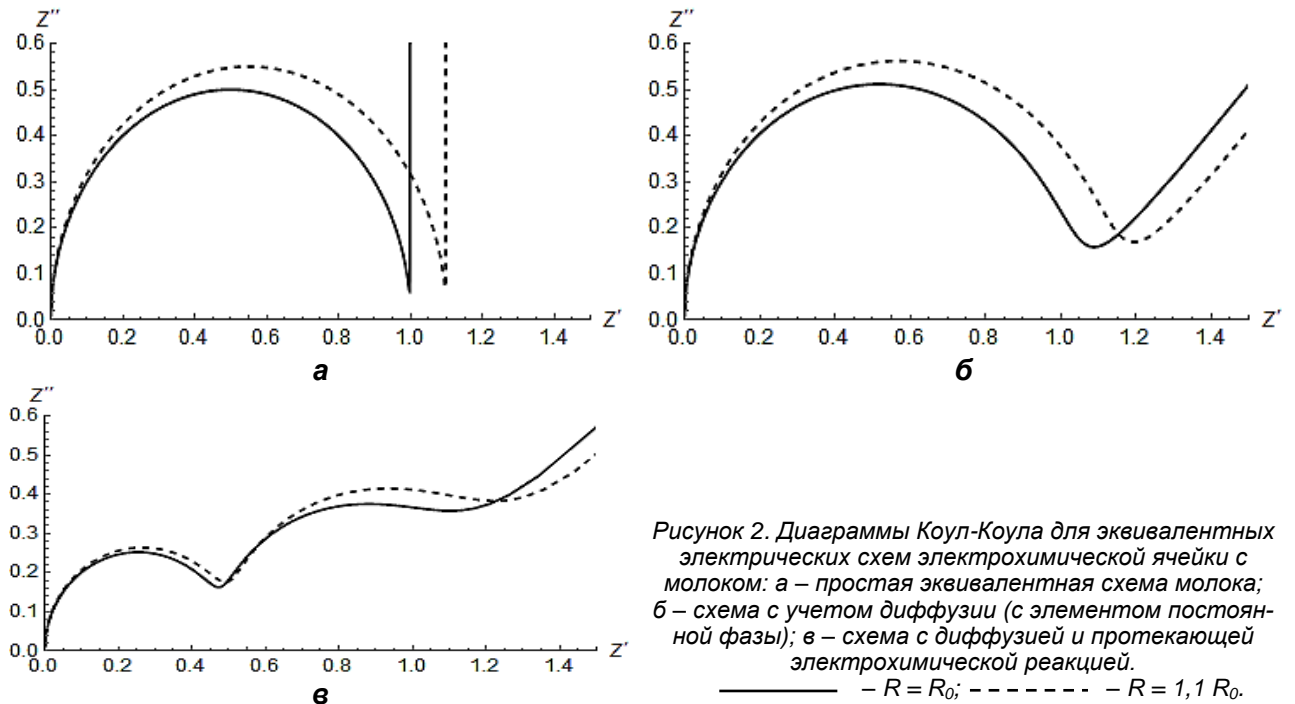 Z''
0.6
0.5
0.4
0.3
0.2
0.1
0.0
0.0 0.2 0.4 0.6 0.8 1.0 1.2 1.4 Z'
а
Z''
0.6
0.5
0.4
0.3
0.2
0.1
0.0
0.0 0.2 0.4 0.6 0.8 1.0 1.2 1.4 Z'
б
Z''
0.6
0.5
0.4
0.3
0.2
0.1
0.0
0.0 0.2 0.4 0.6 0.8 1.0 1.2 1.4 Z'
в
Рисунок 2. Диаграммы Коул-Коула для эквивалентных
электрических схем электрохимической ячейки с
молоком: а – простая эквивалентная схема молока;
б – схема с учетом диффузии (с элементом постоян-
ной фазы); в – схема с диффузией и протекающей
электрохимической реакцией.
– R = R0; – R = 1,1 R0.